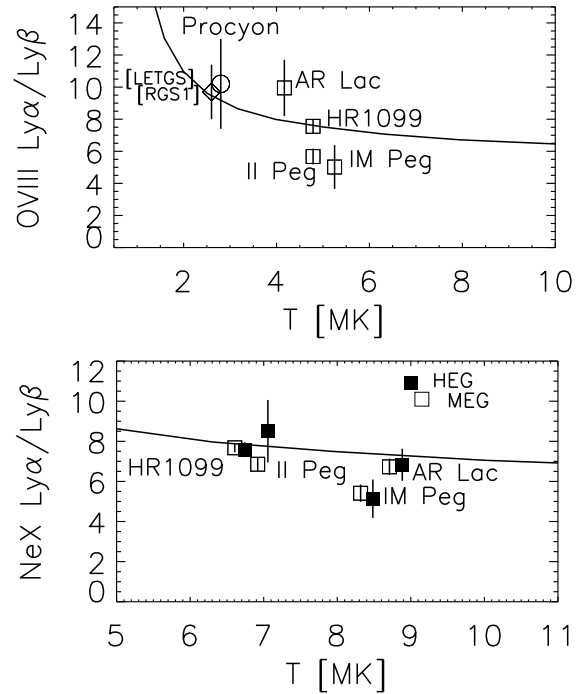 14
12
10
8
6
4
2
0
OVIII Lyα/Lyβ
Procyon
[LETGS]
[RGS1]
AR Lac
HR1099
II Peg
IM Peg
2 4 6 8 10
T [MK]
12
10
8
6
4
2
0
NeX Lyα/Lyβ
HEG
MEG
HR1099
II Peg
AR Lac
IM Peg
5 6 7 8 9 10 11
T [MK]